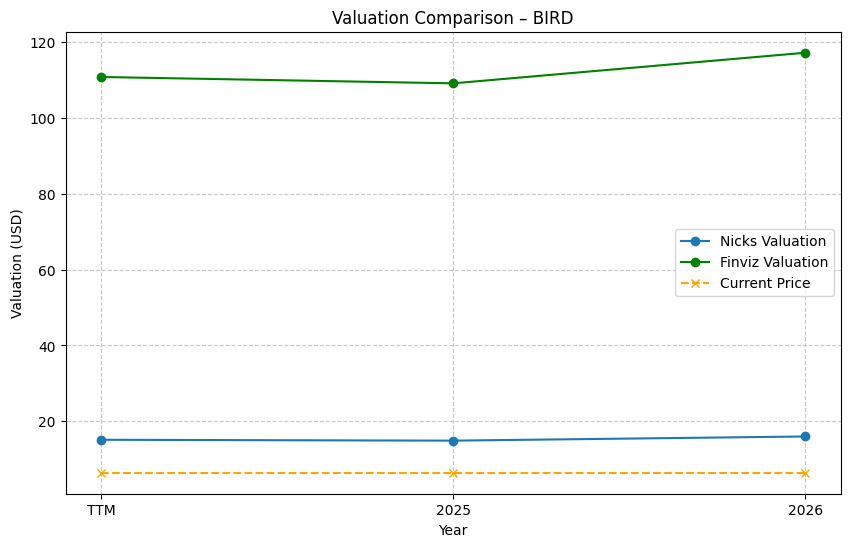 Valuation Comparison – BIRD
120
100
80
60
40
20
Valuation (USD)
Nicks Valuation
Finviz Valuation
Current Price
TTM
2025
2026
Year